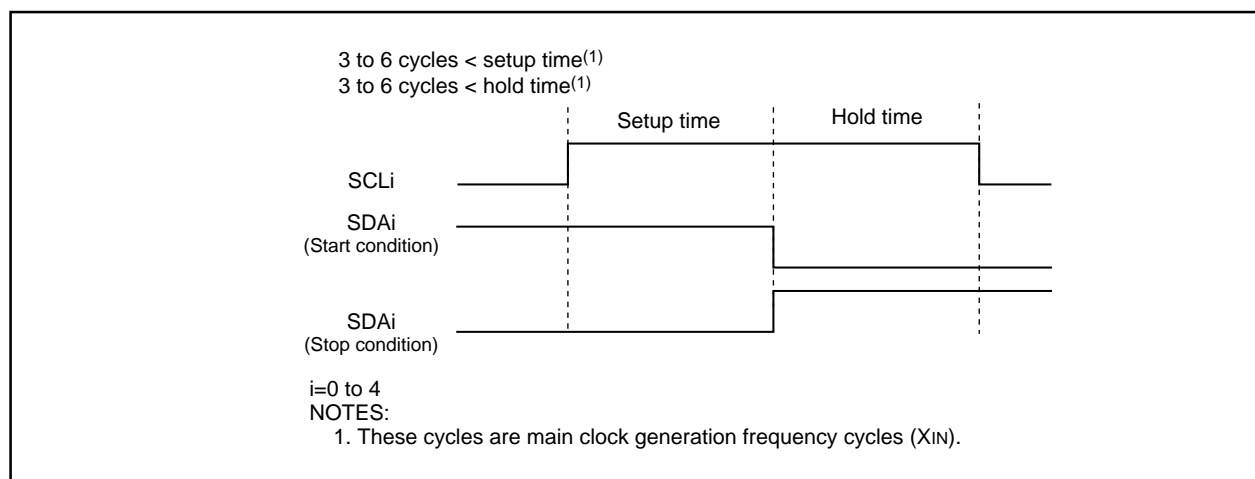 3 to 6 cycles < setup time(1)
3 to 6 cycles < hold time(1)
Setup time
Hold time
SCLi
SDAi
(Start condition)
SDAi
(Stop condition)
i=0 to 4
NOTES:
1. These cycles are main clock generation frequency cycles (XIN).